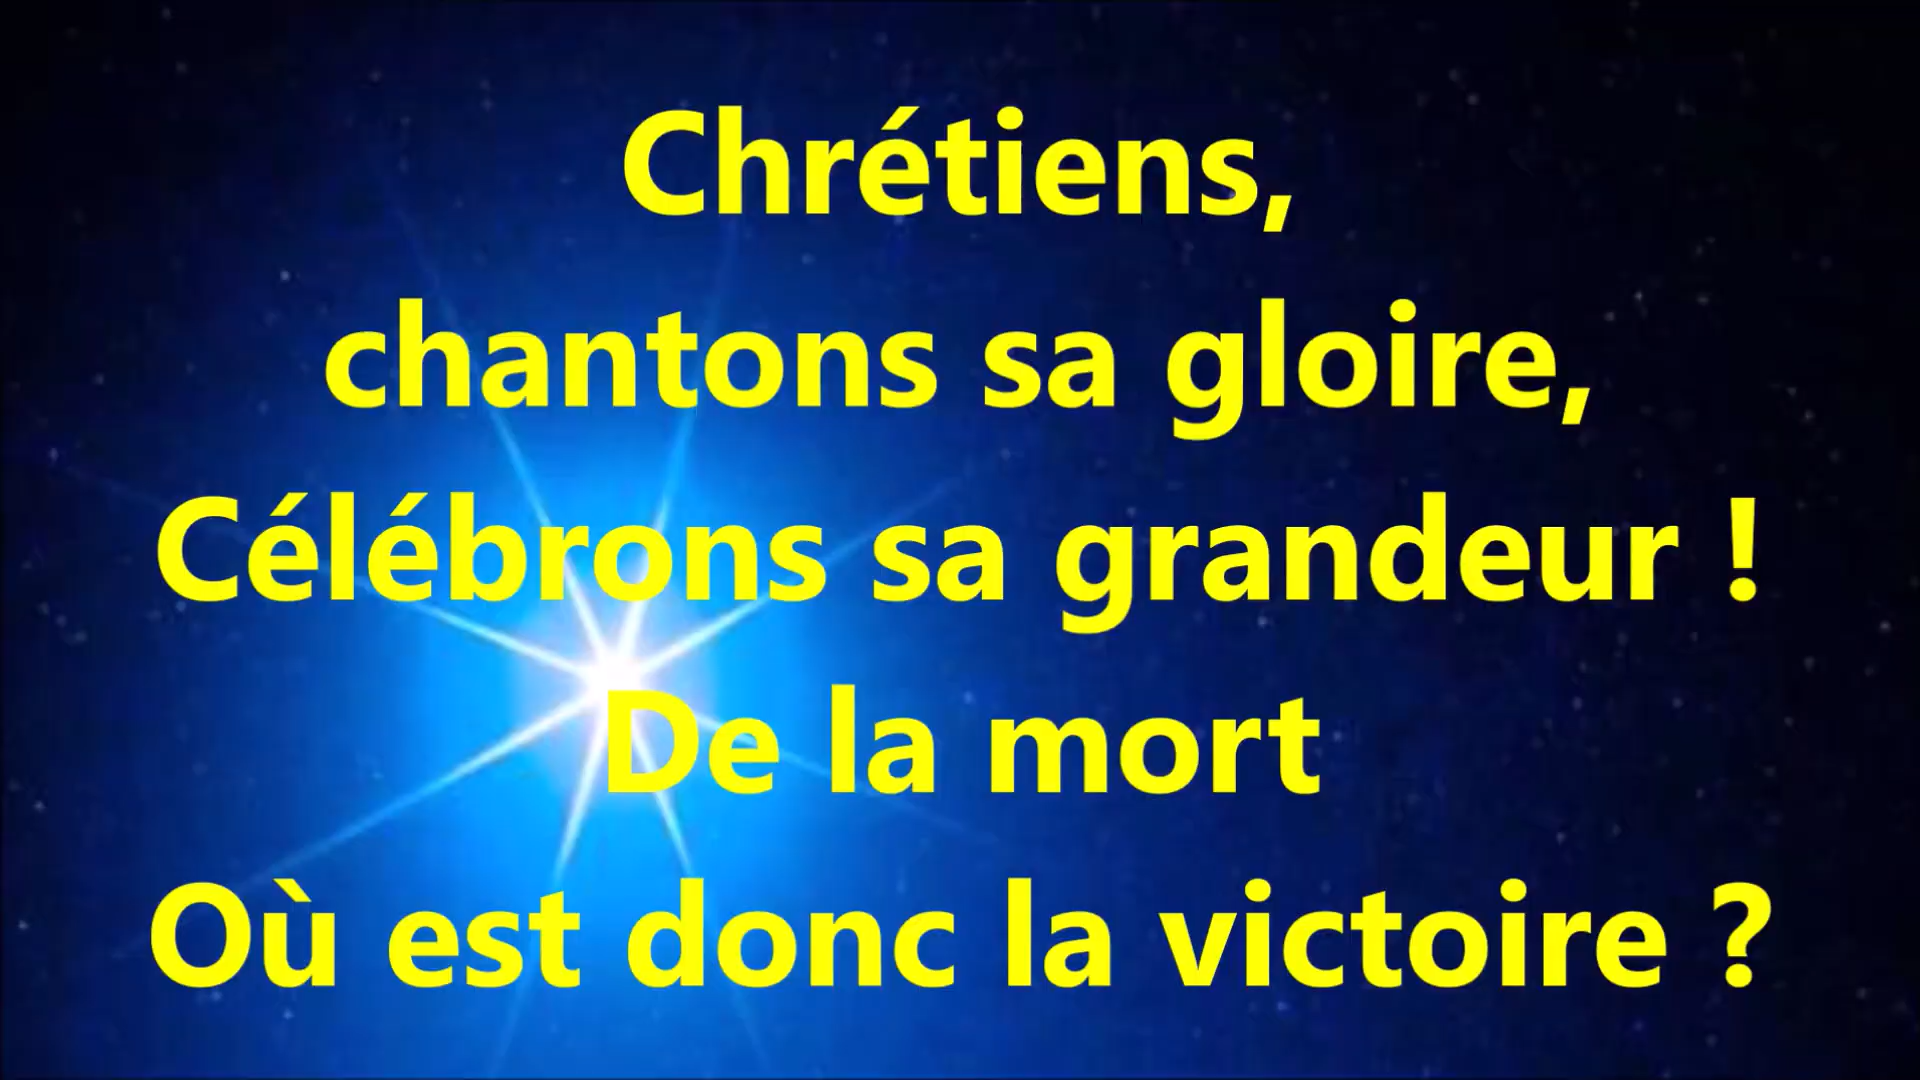 Chrétiens,
chantons sa gloire,
Célébrons sa grandeur !
De la mort
Où est donc la victoire ?